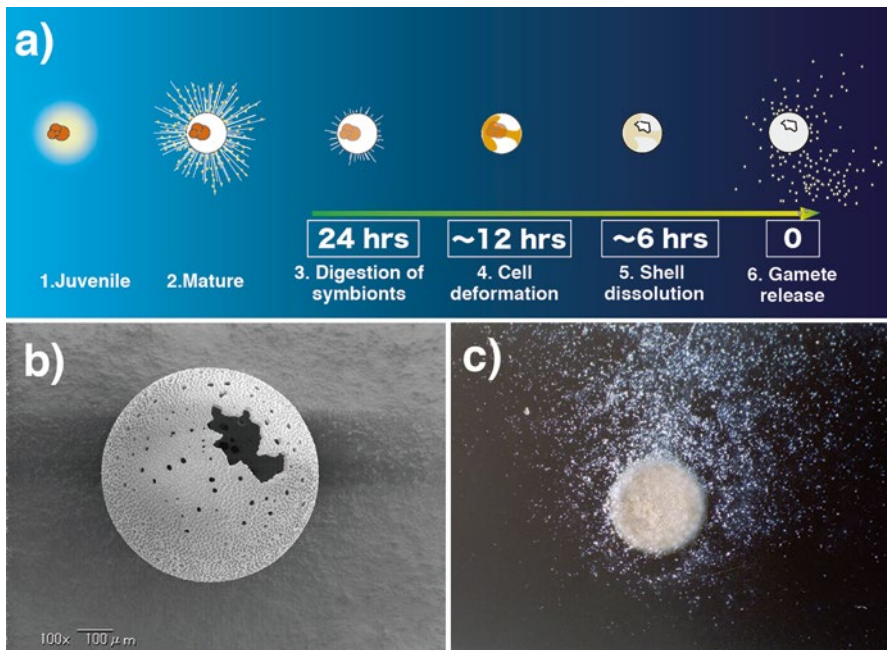 a)
24 hrs
~12 hrs
~6 hrs
0
1.Juvenile
2.Mature
3. Digestion of
symbionts
4. Cell
deformation
5. Shell
dissolution
6. Gamete
release
b)
100x 100μm
c)